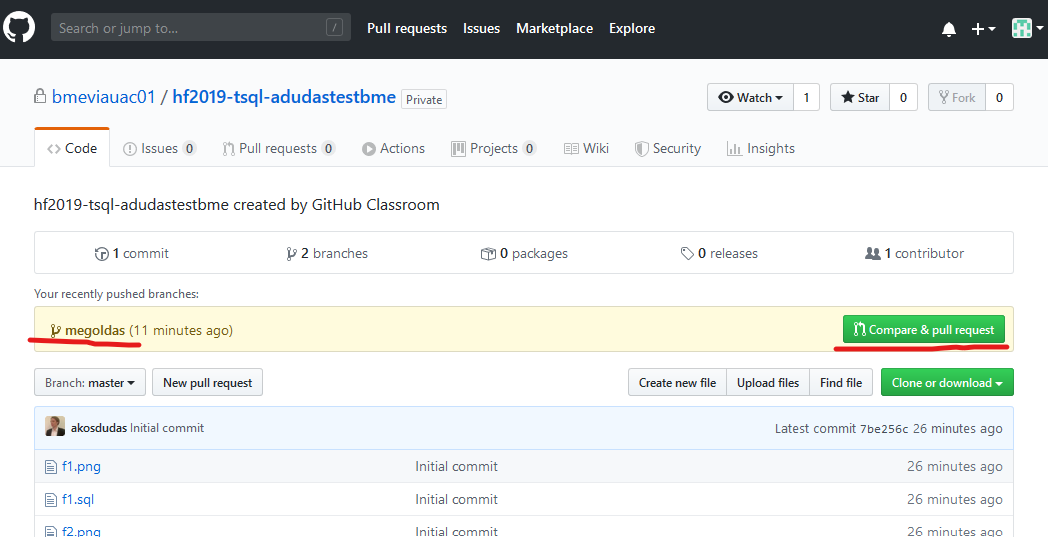 Search or jump to... /
Pull requests Issues Marketplace Explore
bmeviauac01 / hf2019-tsql-adudastestbme Private
Watch 1 Star 0 Fork 0
Code Issues 0 Pull requests 0 Actions Projects 0 Wiki Security Insights
hf2019-tsql-adudastestbme created by GitHub Classroom
1 commit 2 branches 0 packages 0 releases 1 contributor
Your recently pushed branches:
megoldas (11 minutes ago) Compare & pull request
Branch: master New pull request Create new file Upload files Find file Clone or download
akosdudas Initial commit Latest commit 7be256c 26 minutes ago
f1.png Initial commit 26 minutes ago
f1.sql Initial commit 26 minutes ago
f2.png Initial commit 26 minutes ago